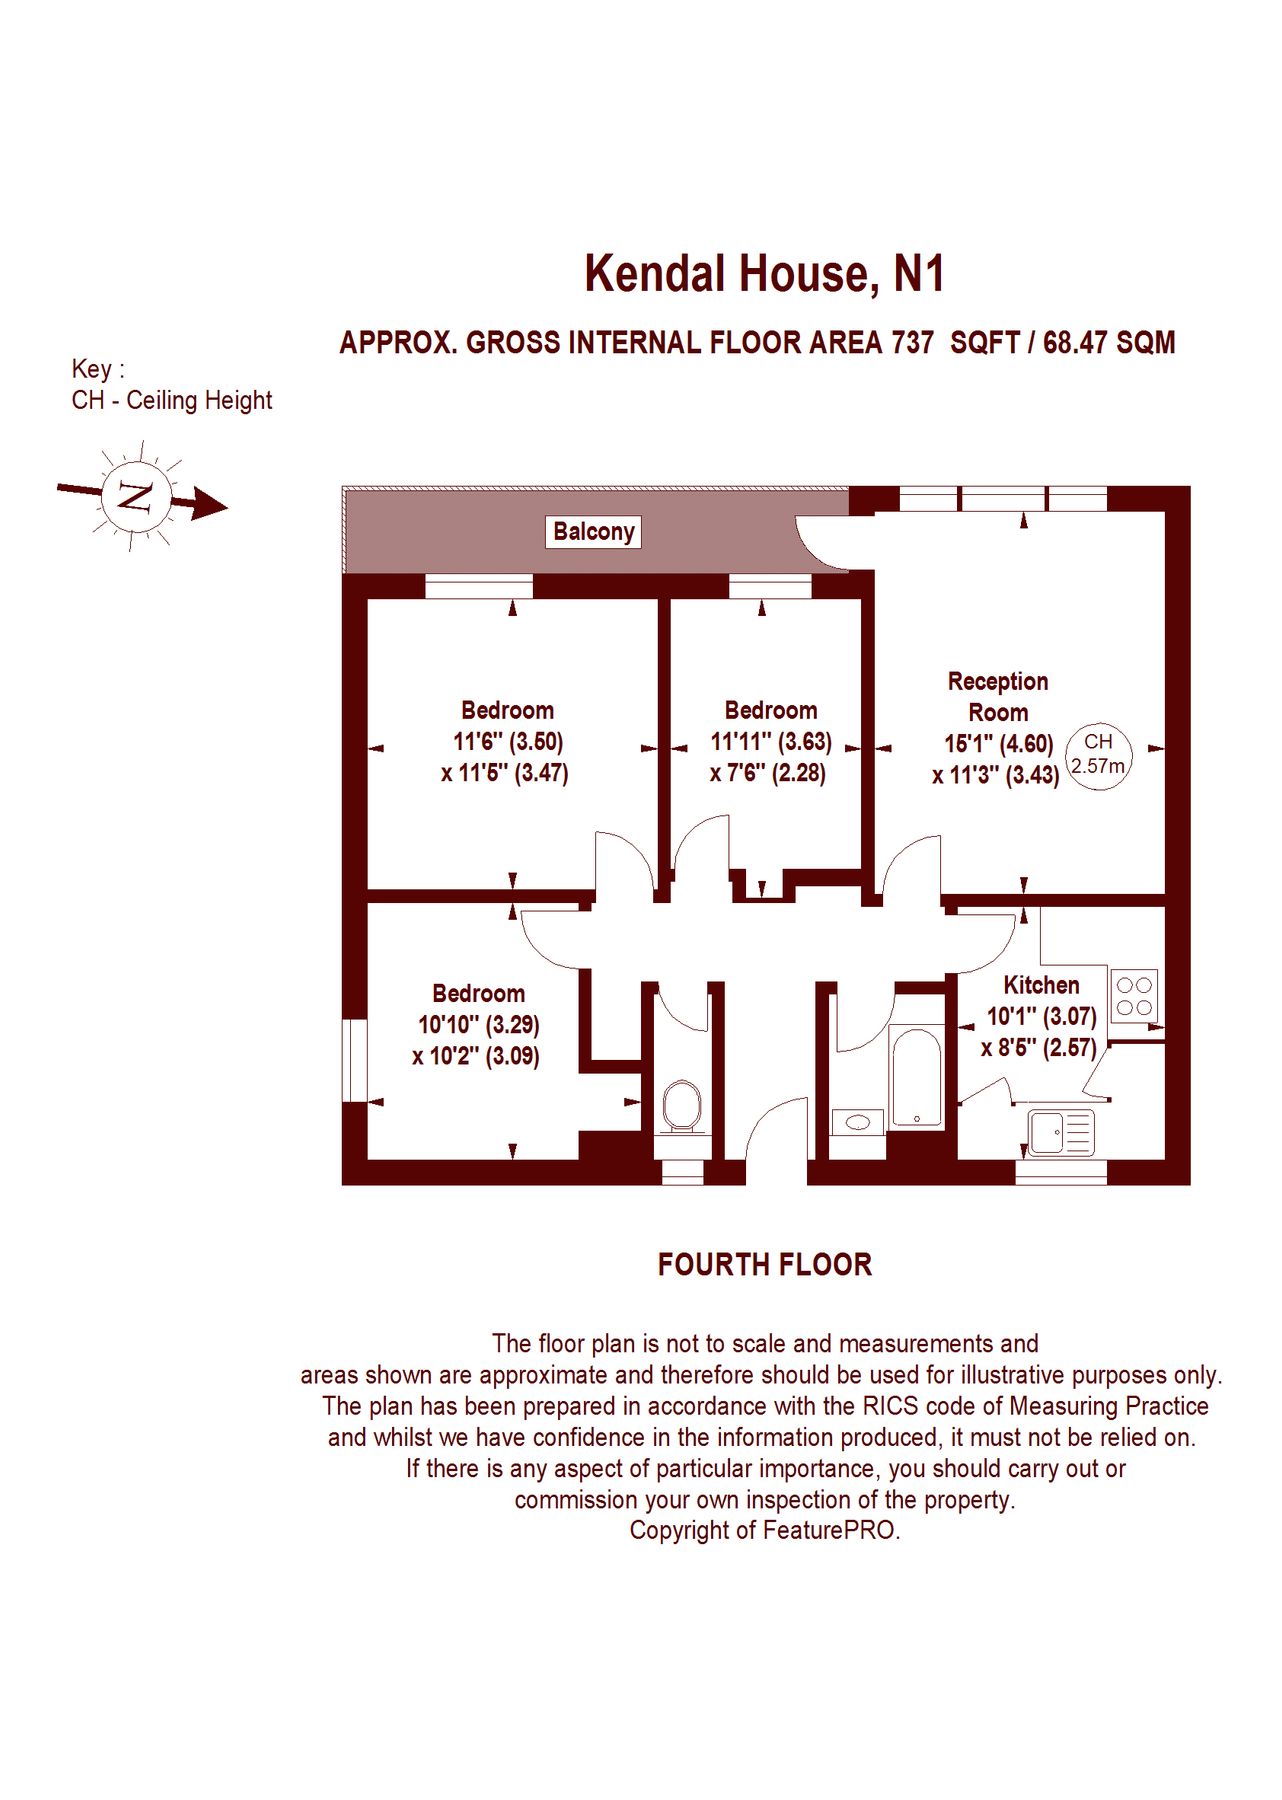 Kendal House, N1
APPROX. GROSS INTERNAL FLOOR AREA 737 SQFT / 68.47 SQM
Key :
CH - Ceiling Height
N
Balcony
Bedroom
11'6" (3.50)
x 11'5" (3.47)
Bedroom
11'11" (3.63)
x 7'6" (2.28)
Reception
Room
15'1" (4.60)
x 11'3" (3.43)
CH
2.57m
Bedroom
10'10" (3.29)
x 10'2" (3.09)
Kitchen
10'1" (3.07)
x 8'5" (2.57)
FOURTH FLOOR
The floor plan is not to scale and measurements and
areas shown are approximate and therefore should be used for illustrative purposes only.
The plan has been prepared in accordance with the RICS code of Measuring Practice
and whilst we have confidence in the information produced, it must not be relied on.
If there is any aspect of particular importance, you should carry out or
commission your own inspection of the property.
Copyright of FeaturePRO.